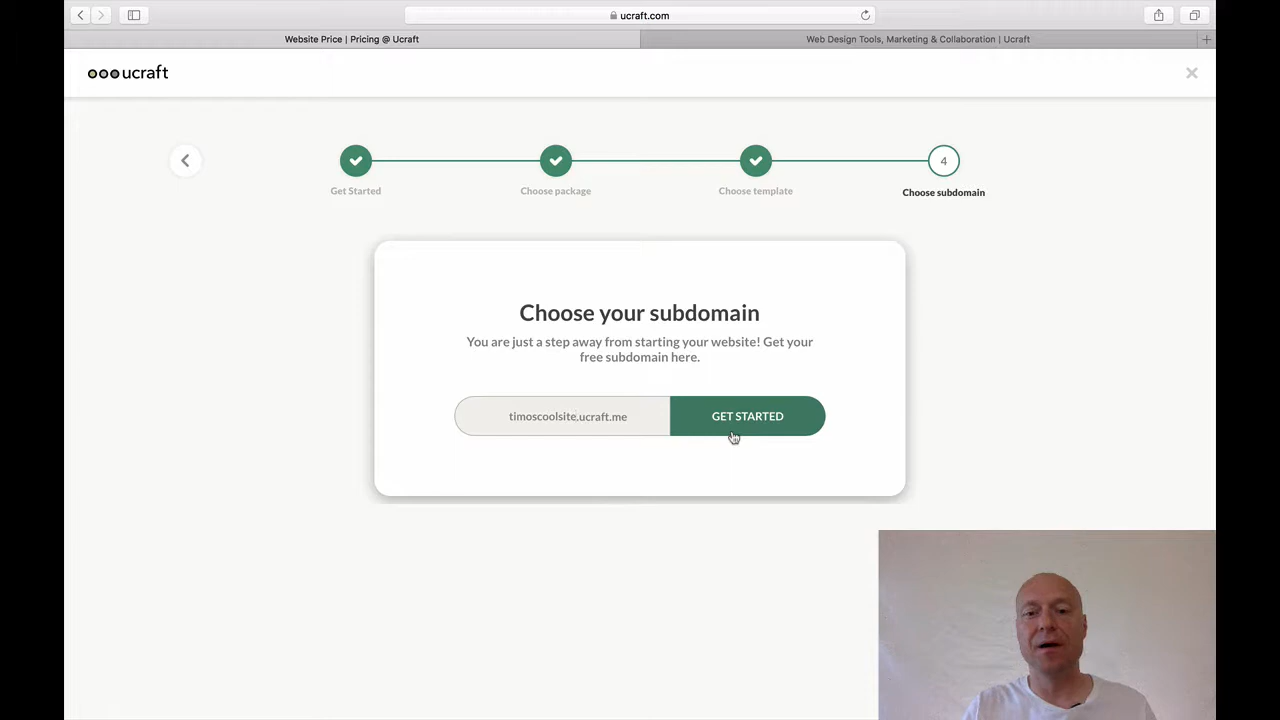 ucraft.com
Website Price | Pricing @ Ucraft
Web Design Tools, Marketing & Collaboration | Ucraft
ucraft
4
Get Started
Choose package
Choose template
Choose subdomain
Choose your subdomain
You are just a step away from starting your website! Get your
free subdomain here.
timoscoolsite.ucraft.me
GET STARTED